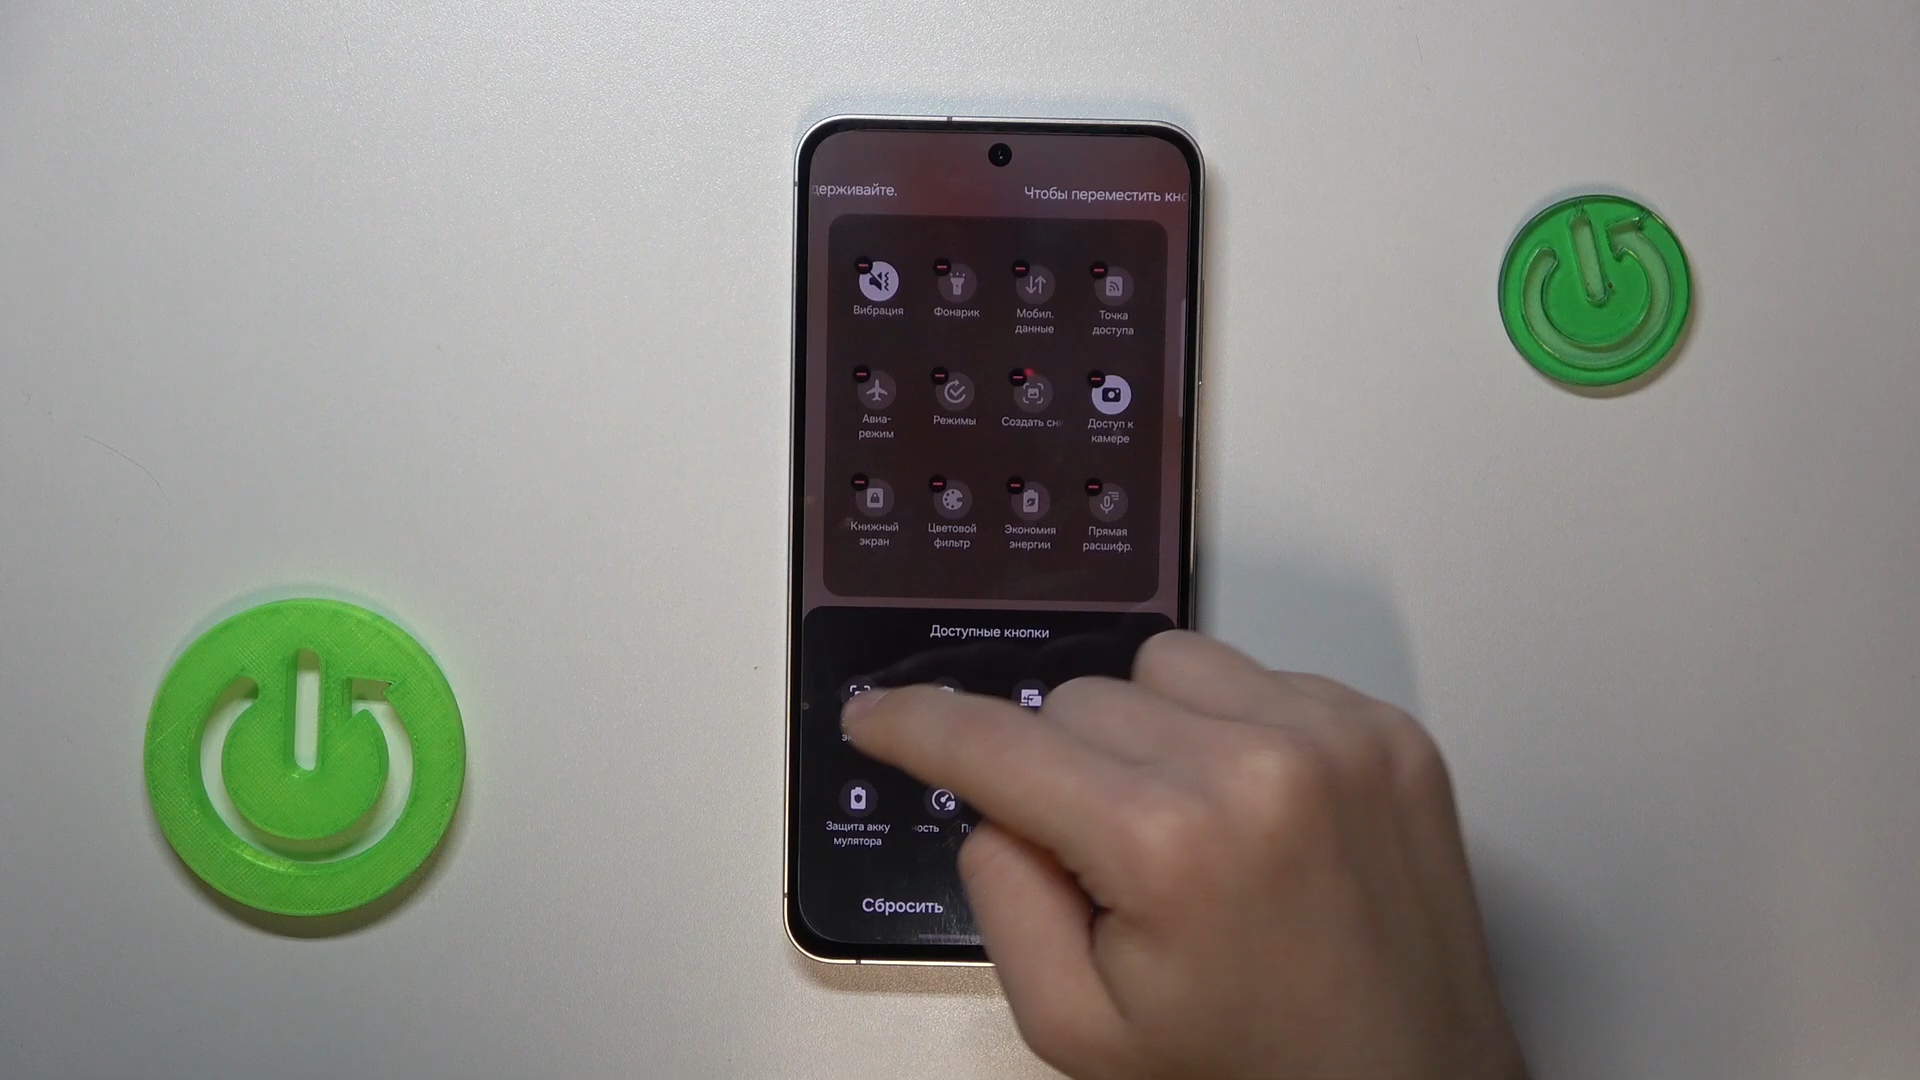 держивайте. Чтобы переместить кно
Вибрация Фонарик Мобил. данные Точка доступа
Авиа-режим Режимы Создать сн Доступ к камере
Книжный экран Цветовой фильтр Экономия энергии Прямая расшифр.
Доступные кнопки
Защита акку
мулятора
ность
Сбросить